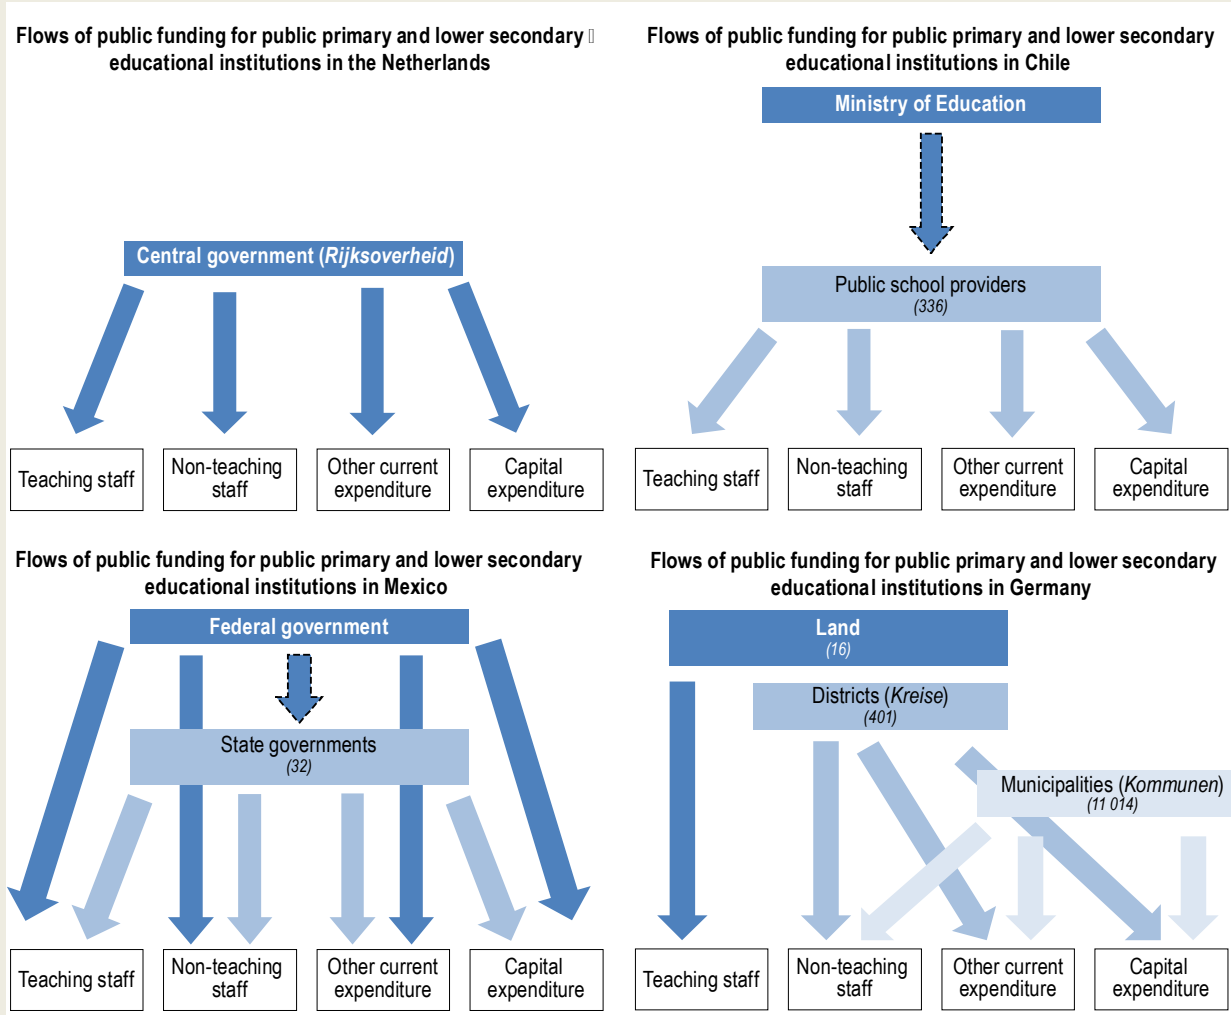 Flows of public funding for public primary and lower secondary
educational institutions in the Netherlands
Central government (Rijksoverheid)
Teaching staff
Non-teaching
staff
Other current
expenditure
Capital
expenditure
Flows of public funding for public primary and lower secondary
educational institutions in Chile
Ministry of Education
Public school providers
(336)
Teaching staff
Non-teaching
staff
Other current
expenditure
Capital
expenditure
Flows of public funding for public primary and lower secondary
educational institutions in Mexico
Federal government
State governments
(32)
Teaching staff
Non-teaching
staff
Other current
expenditure
Capital
expenditure
Flows of public funding for public primary and lower secondary
educational institutions in Germany
Land
(16)
Districts (Kreise)
(401)
Municipalities (Kommunen)
(11 014)
Teaching staff
Non-teaching
staff
Other current
expenditure
Capital
expenditure